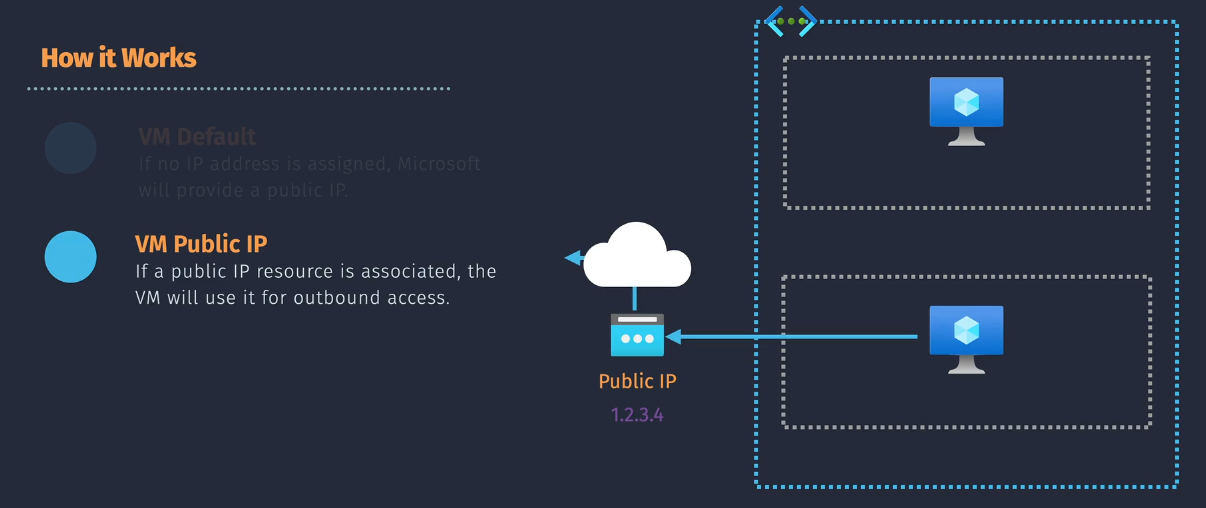 How it Works
VM Default
If no IP address is assigned, Microsoft
will provide a public IP.
VM Public IP
If a public IP resource is associated, the
VM will use it for outbound access.
Public IP
1.2.3.4